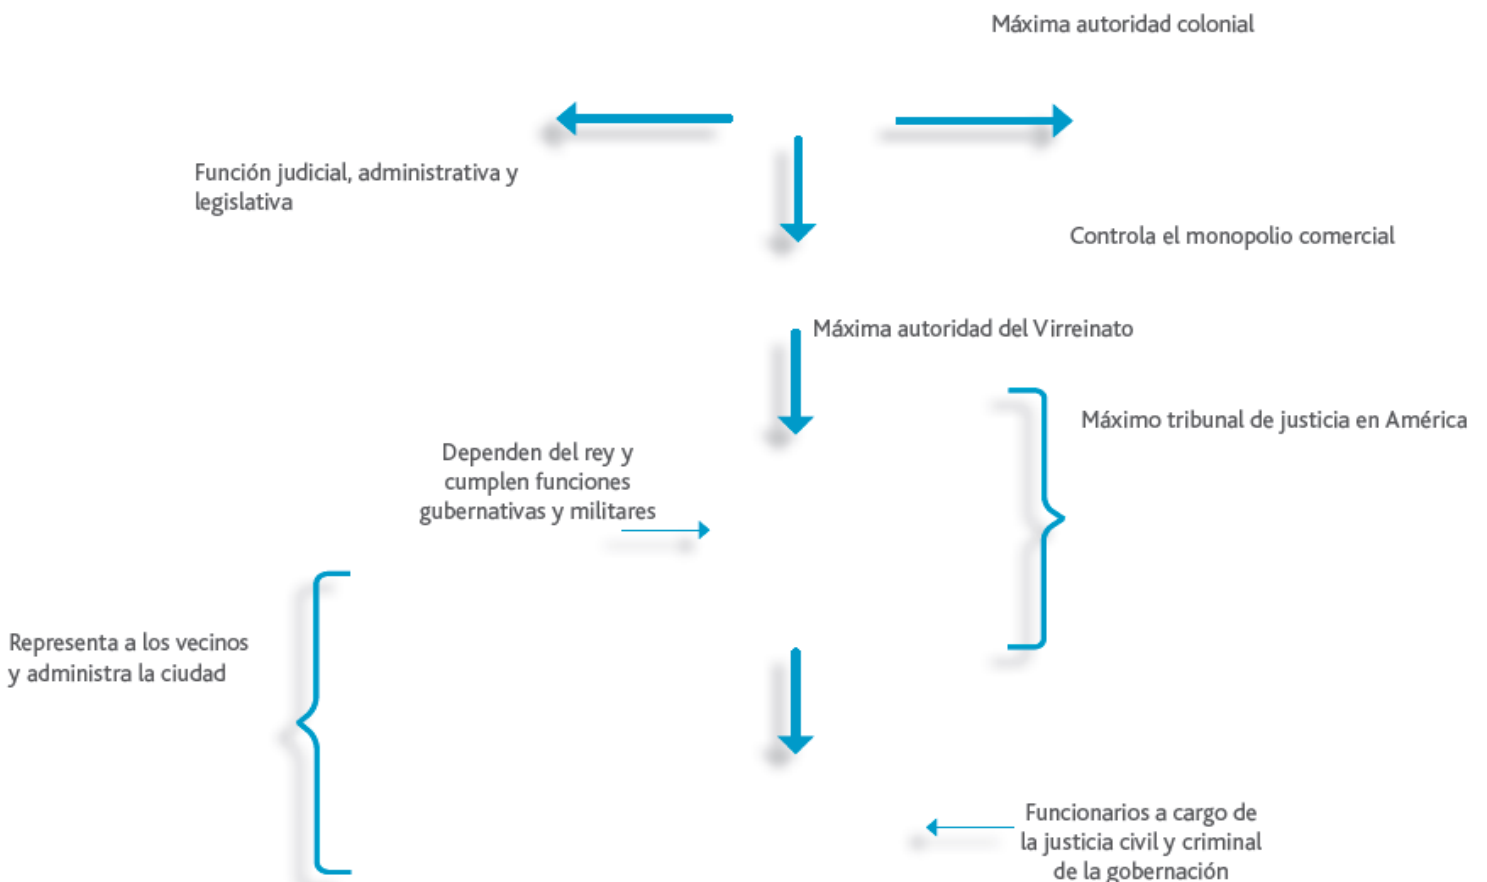 Máxima autoridad colonial
Función judicial, administrativa y
legislativa
Controla el monopolio comercial
Máxima autoridad del Virreinato
Máximo tribunal de justicia en América
Dependen del rey y
cumplen funciones
gubernativas y militares
Representa a los vecinos
y administra la ciudad
Funcionarios a cargo de
la justicia civil y criminal
de la gobernación